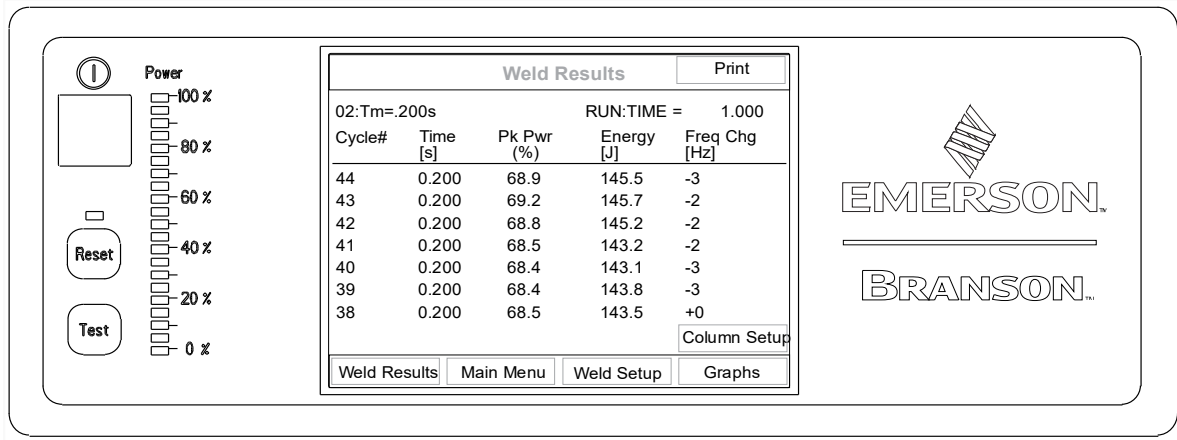 Power
100 %
80 %
60 %
40 %
20 %
0 %
Reset
Test
Weld Results Print
02:Tm=.200s RUN:TIME = 1.000
Cycle# Time Pk Pwr Energy Freq Chg
[s] (%) [J] [Hz]
44 0.200 68.9 145.5 -3
43 0.200 69.2 145.7 -2
42 0.200 68.8 145.2 -2
41 0.200 68.5 143.2 -2
40 0.200 68.4 143.1 -3
39 0.200 68.4 143.8 -3
38 0.200 68.5 143.5 +0
Column Setup
Weld Results Main Menu Weld Setup Graphs
EMERSON™
BRANSON™